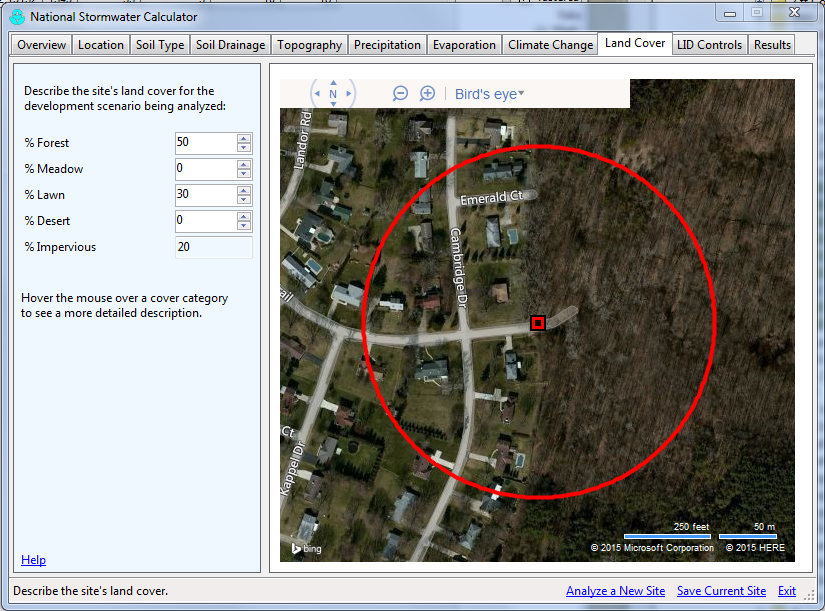 National Stormwater Calculator
Overview Location Soil Type Soil Drainage Topography Precipitation Evaporation Climate Change Land Cover LID Controls Results
Describe the site's land cover for the
development scenario being analyzed:
% Forest 50
% Meadow 0
% Lawn 30
% Desert 0
% Impervious 20
Hover the mouse over a cover category
to see a more detailed description.
Help
N
Bird's eye
Landor Rd
Emerald Ct
Cambridge Dr
ail
Ct
Kappel Dr
250 feet 50 m
bing
© 2015 Microsoft Corporation © 2015 HERE
Describe the site's land cover.
Analyze a New Site Save Current Site Exit